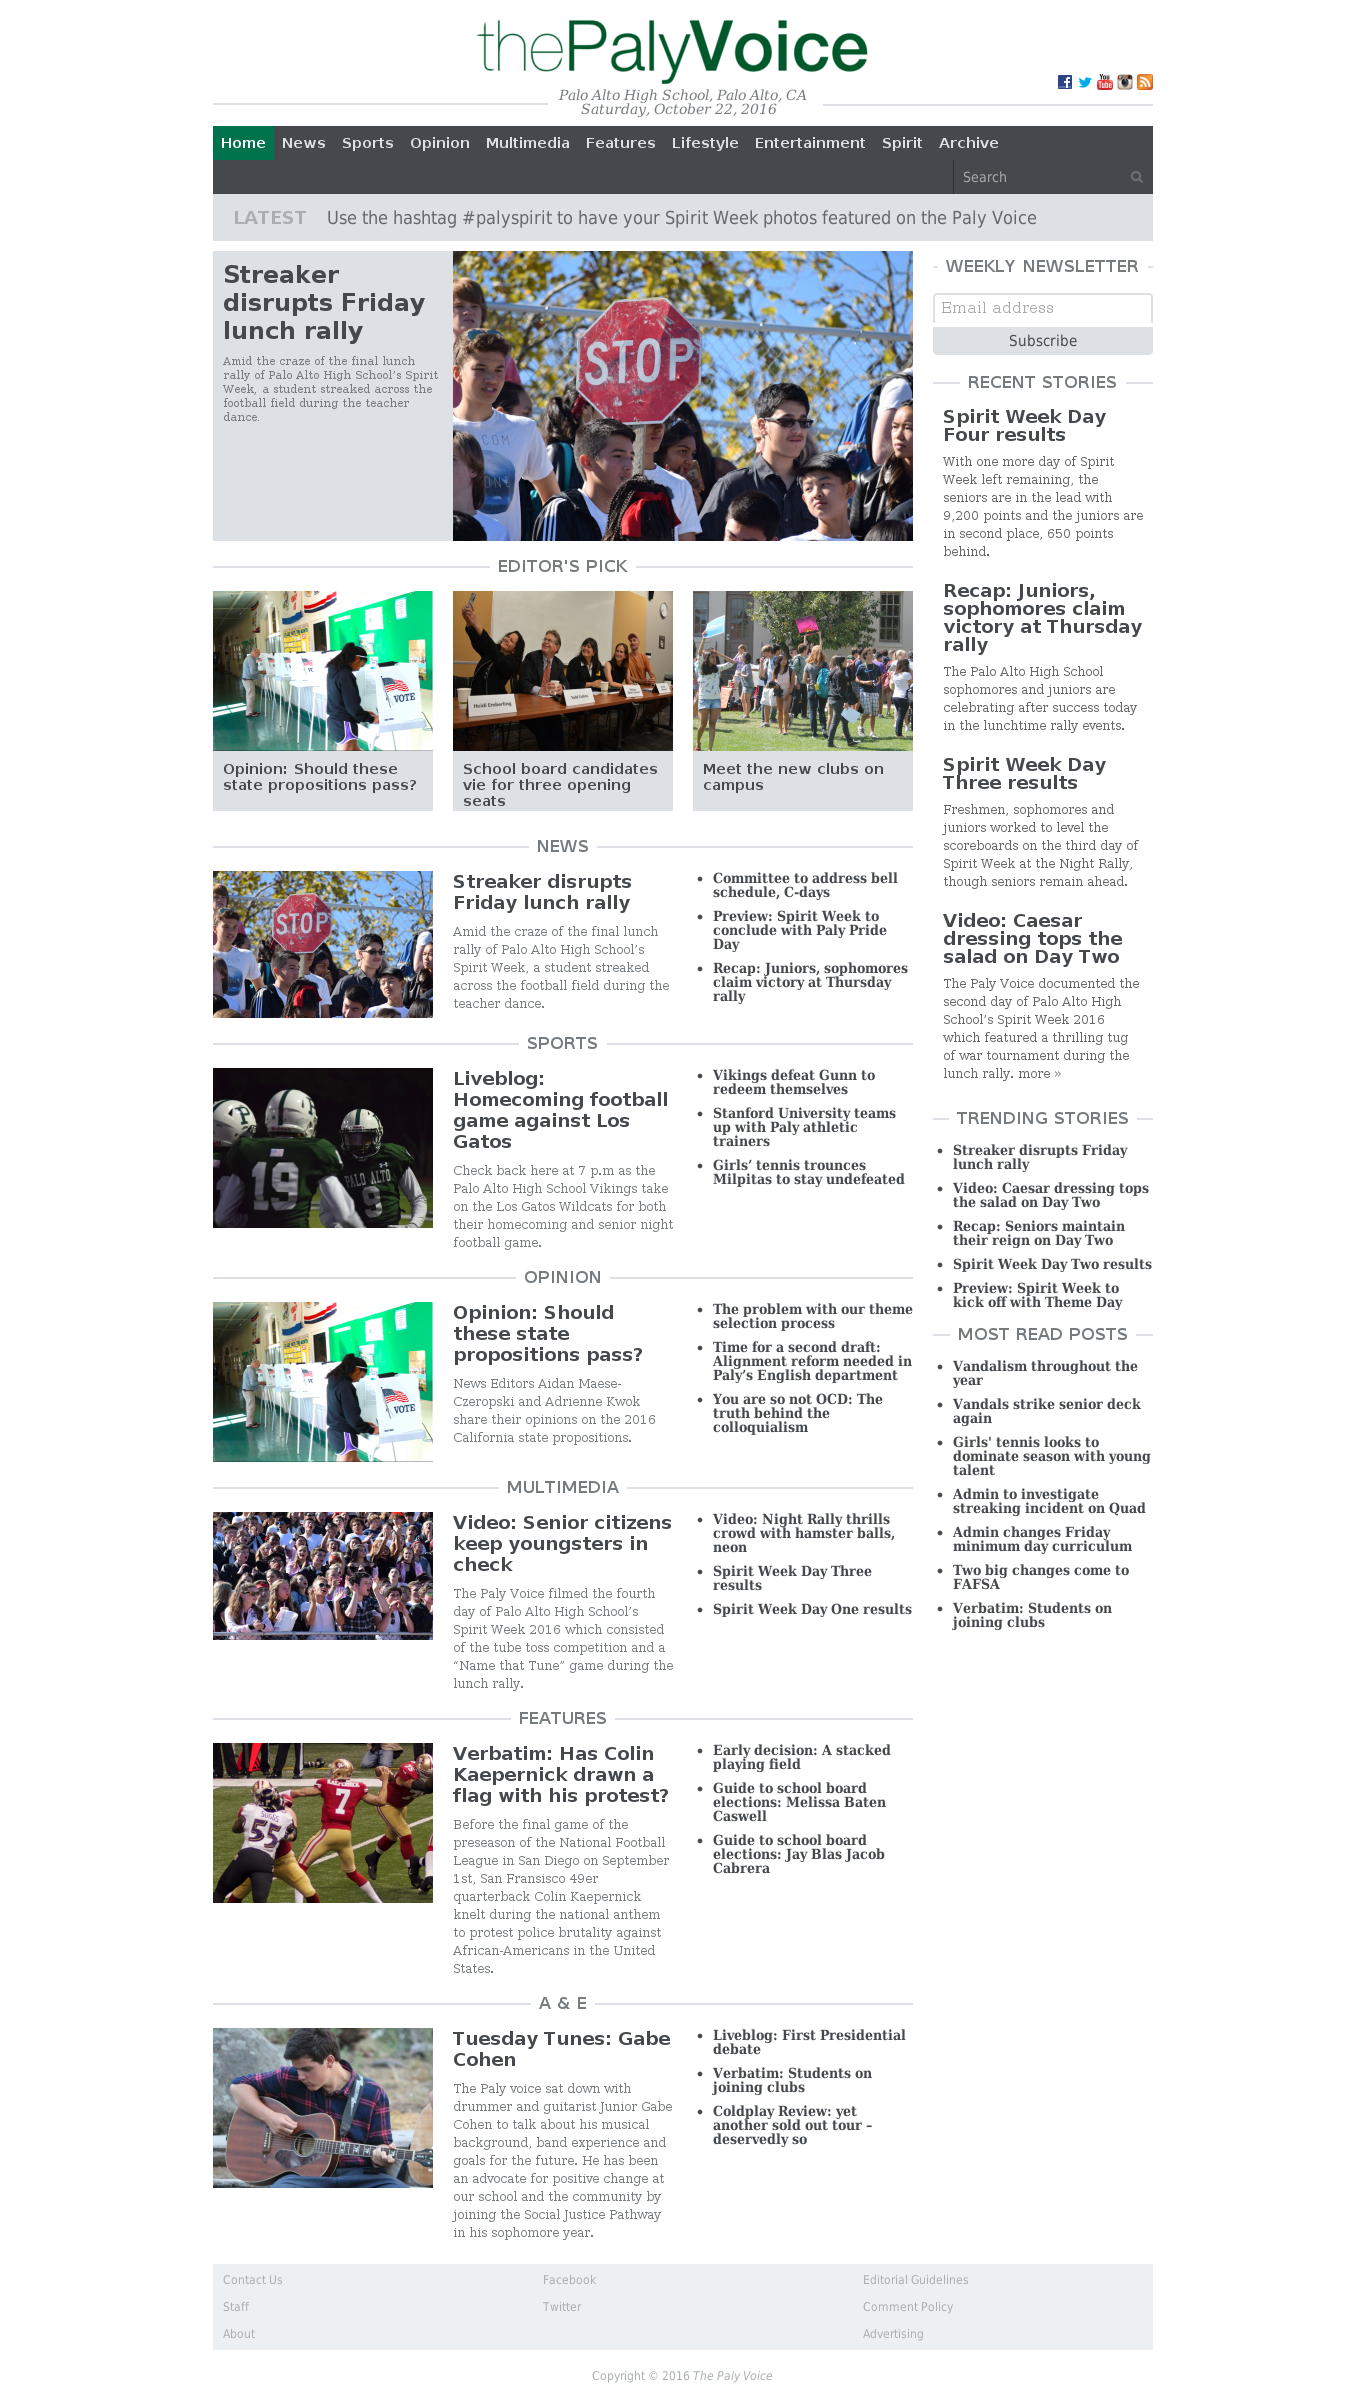 thePalyVoice
Palo Alto High School, Palo Alto, CA
Saturday, October 22, 2016
Home News Sports Opinion Multimedia Features Lifestyle Entertainment Spirit Archive
Search
LATEST Use the hashtag #palyspirit to have your Spirit Week photos featured on the Paly Voice
Streaker
disrupts Friday
lunch rally
Amid the craze of the final lunch
rally of Palo Alto High School’s Spirit
Week, a student streaked across the
football field during the teacher
dance.
STOP
EDITOR'S PICK
VOTE
Heidi Emberling
Opinion: Should these
state propositions pass?
School board candidates
vie for three opening
seats
Meet the new clubs on
campus
NEWS
STOP
Streaker disrupts
Friday lunch rally
Amid the craze of the final lunch
rally of Palo Alto High School’s
Spirit Week, a student streaked
across the football field during the
teacher dance.
• Committee to address bell
schedule, C-days
• Preview: Spirit Week to
conclude with Paly Pride
Day
• Recap: Juniors, sophomores
claim victory at Thursday
rally
SPORTS
P
19
PALO ALTO
9
Liveblog:
Homecoming football
game against Los
Gatos
Check back here at 7 p.m as the
Palo Alto High School Vikings take
on the Los Gatos Wildcats for both
their homecoming and senior night
football game.
• Vikings defeat Gunn to
redeem themselves
• Stanford University teams
up with Paly athletic
trainers
• Girls’ tennis trounces
Milpitas to stay undefeated
OPINION
VOTE
Opinion: Should
these state
propositions pass?
News Editors Aidan Maese-
Czeropski and Adrienne Kwok
share their opinions on the 2016
California state propositions.
• The problem with our theme
selection process
• Time for a second draft:
Alignment reform needed in
Paly’s English department
• You are so not OCD: The
truth behind the
colloquialism
MULTIMEDIA
Video: Senior citizens
keep youngsters in
check
The Paly Voice filmed the fourth
day of Palo Alto High School’s
Spirit Week 2016 which consisted
of the tube toss competition and a
“Name that Tune” game during the
lunch rally.
• Video: Night Rally thrills
crowd with hamster balls,
neon
• Spirit Week Day Three
results
• Spirit Week Day One results
FEATURES
KAEPERNICK
7
SUGGS
55
Verbatim: Has Colin
Kaepernick drawn a
flag with his protest?
Before the final game of the
preseason of the National Football
League in San Diego on September
1st, San Fransisco 49er
quarterback Colin Kaepernick
knelt during the national anthem
to protest police brutality against
African-Americans in the United
States.
• Early decision: A stacked
playing field
• Guide to school board
elections: Melissa Baten
Caswell
• Guide to school board
elections: Jay Blas Jacob
Cabrera
A & E
Tuesday Tunes: Gabe
Cohen
The Paly voice sat down with
drummer and guitarist Junior Gabe
Cohen to talk about his musical
background, band experience and
goals for the future. He has been
an advocate for positive change at
our school and the community by
joining the Social Justice Pathway
in his sophomore year.
• Liveblog: First Presidential
debate
• Verbatim: Students on
joining clubs
• Coldplay Review: yet
another sold out tour –
deservedly so
WEEKLY NEWSLETTER
Email address
Subscribe
RECENT STORIES
Spirit Week Day
Four results
With one more day of Spirit
Week left remaining, the
seniors are in the lead with
9,200 points and the juniors are
in second place, 650 points
behind.
Recap: Juniors,
sophomores claim
victory at Thursday
rally
The Palo Alto High School
sophomores and juniors are
celebrating after success today
in the lunchtime rally events.
Spirit Week Day
Three results
Freshmen, sophomores and
juniors worked to level the
scoreboards on the third day of
Spirit Week at the Night Rally,
though seniors remain ahead.
Video: Caesar
dressing tops the
salad on Day Two
The Paly Voice documented the
second day of Palo Alto High
School’s Spirit Week 2016
which featured a thrilling tug
of war tournament during the
lunch rally. more »
TRENDING STORIES
• Streaker disrupts Friday
lunch rally
• Video: Caesar dressing tops
the salad on Day Two
• Recap: Seniors maintain
their reign on Day Two
• Spirit Week Day Two results
• Preview: Spirit Week to
kick off with Theme Day
MOST READ POSTS
• Vandalism throughout the
year
• Vandals strike senior deck
again
• Girls' tennis looks to
dominate season with young
talent
• Admin to investigate
streaking incident on Quad
• Admin changes Friday
minimum day curriculum
• Two big changes come to
FAFSA
• Verbatim: Students on
joining clubs
Contact Us
Staff
About
Facebook
Twitter
Editorial Guidelines
Comment Policy
Advertising
Copyright © 2016 The Paly Voice